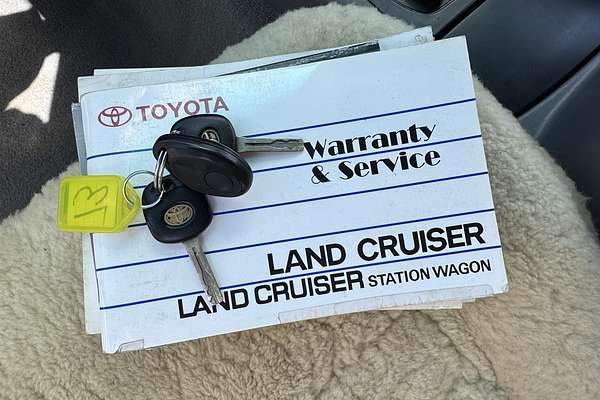 TOYOTA
Warranty
& Service
LAND CRUISER
LAND CRUISER STATION WAGON
13